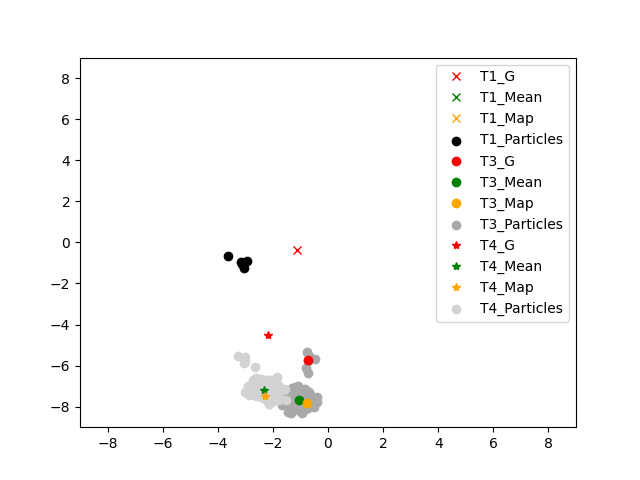 8
6
4
2
0
−2
−4
−6
−8
−8 −6 −4 −2 0 2 4 6 8
T1_G
T1_Mean
T1_Map
T1_Particles
T3_G
T3_Mean
T3_Map
T3_Particles
T4_G
T4_Mean
T4_Map
T4_Particles